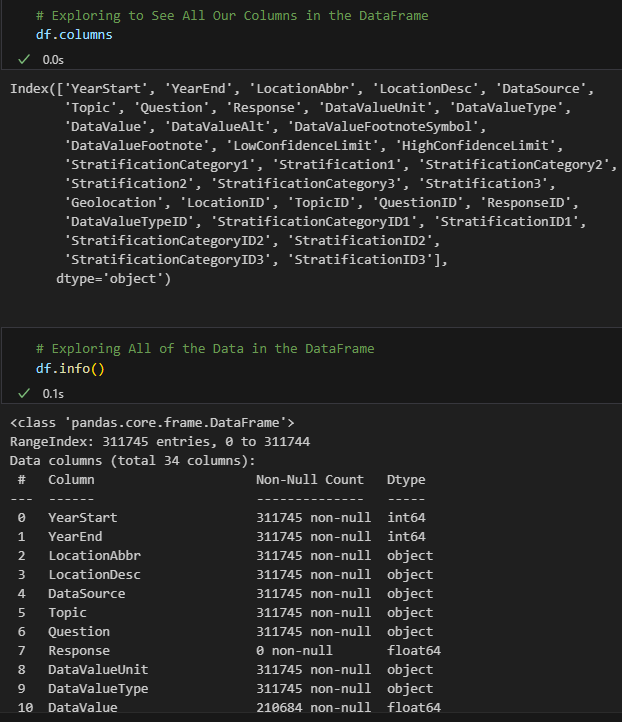 # Exploring to See All Our Columns in the DataFrame
df.columns
0.0s
Index(['YearStart', 'YearEnd', 'LocationAbbr', 'LocationDesc', 'DataSource',
'Topic', 'Question', 'Response', 'DataValueUnit', 'DataValueType',
'DataValue', 'DataValueAlt', 'DataValueFootnoteSymbol',
'DataValueFootnote', 'LowConfidenceLimit', 'HighConfidenceLimit',
'StratificationCategory1', 'Stratification1', 'StratificationCategory2',
'Stratification2', 'StratificationCategory3', 'Stratification3',
'Geolocation', 'LocationID', 'TopicID', 'QuestionID', 'ResponseID',
'DataValueTypeID', 'StratificationCategoryID1', 'StratificationID1',
'StratificationCategoryID2', 'StratificationID2',
'StratificationCategoryID3', 'StratificationID3'],
dtype='object')
# Exploring All of the Data in the DataFrame
df.info()
0.1s
<class 'pandas.core.frame.DataFrame'>
RangeIndex: 311745 entries, 0 to 311744
Data columns (total 34 columns):
# Column Non-Null Count Dtype
--- ------ -------------- -----
0 YearStart 311745 non-null int64
1 YearEnd 311745 non-null int64
2 LocationAbbr 311745 non-null object
3 LocationDesc 311745 non-null object
4 DataSource 311745 non-null object
5 Topic 311745 non-null object
6 Question 311745 non-null object
7 Response 0 non-null float64
8 DataValueUnit 311745 non-null object
9 DataValueType 311745 non-null object
10 DataValue 210684 non-null float64